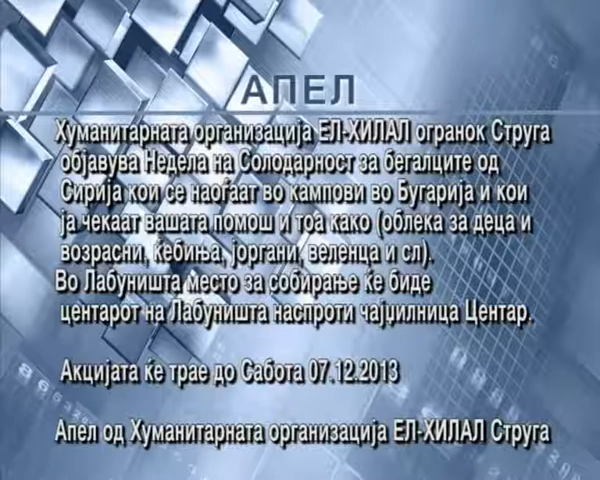 АПЕЛ
Хуманитарната организација ЕЛ-ХИЛАЛ огранок Струга
објавува Недела на Солодарност за бегалците од
Сирија кои се наоѓаат во кампови во Бугарија и кои
ја чекаат вашата помош и тоа како (облека за деца и
возрасни, ќебиња, јоргани, веленца и сл).
Во Лабуништа место за собирање ќе биде
центарот на Лабуништа наспроти чајџилница Центар.
Акцијата ќе трае до Сабота 07.12.2013
Апел од Хуманитарната организација ЕЛ-ХИЛАЛ Струга